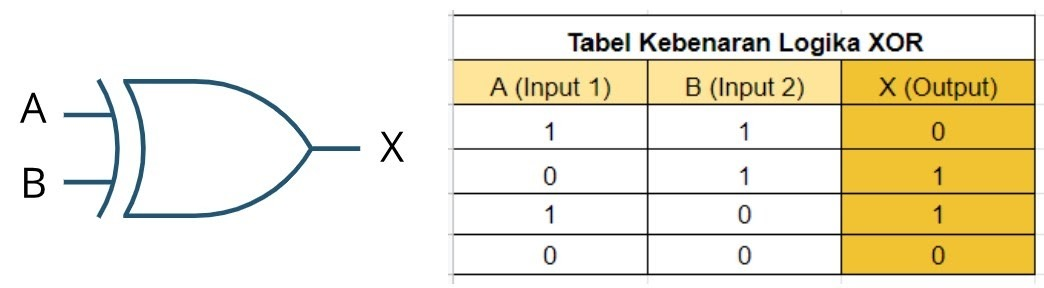 A
B
X
Tabel Kebenaran Logika XOR
A (Input 1) B (Input 2) X (Output)
1 1 0
0 1 1
1 0 1
0 0 0